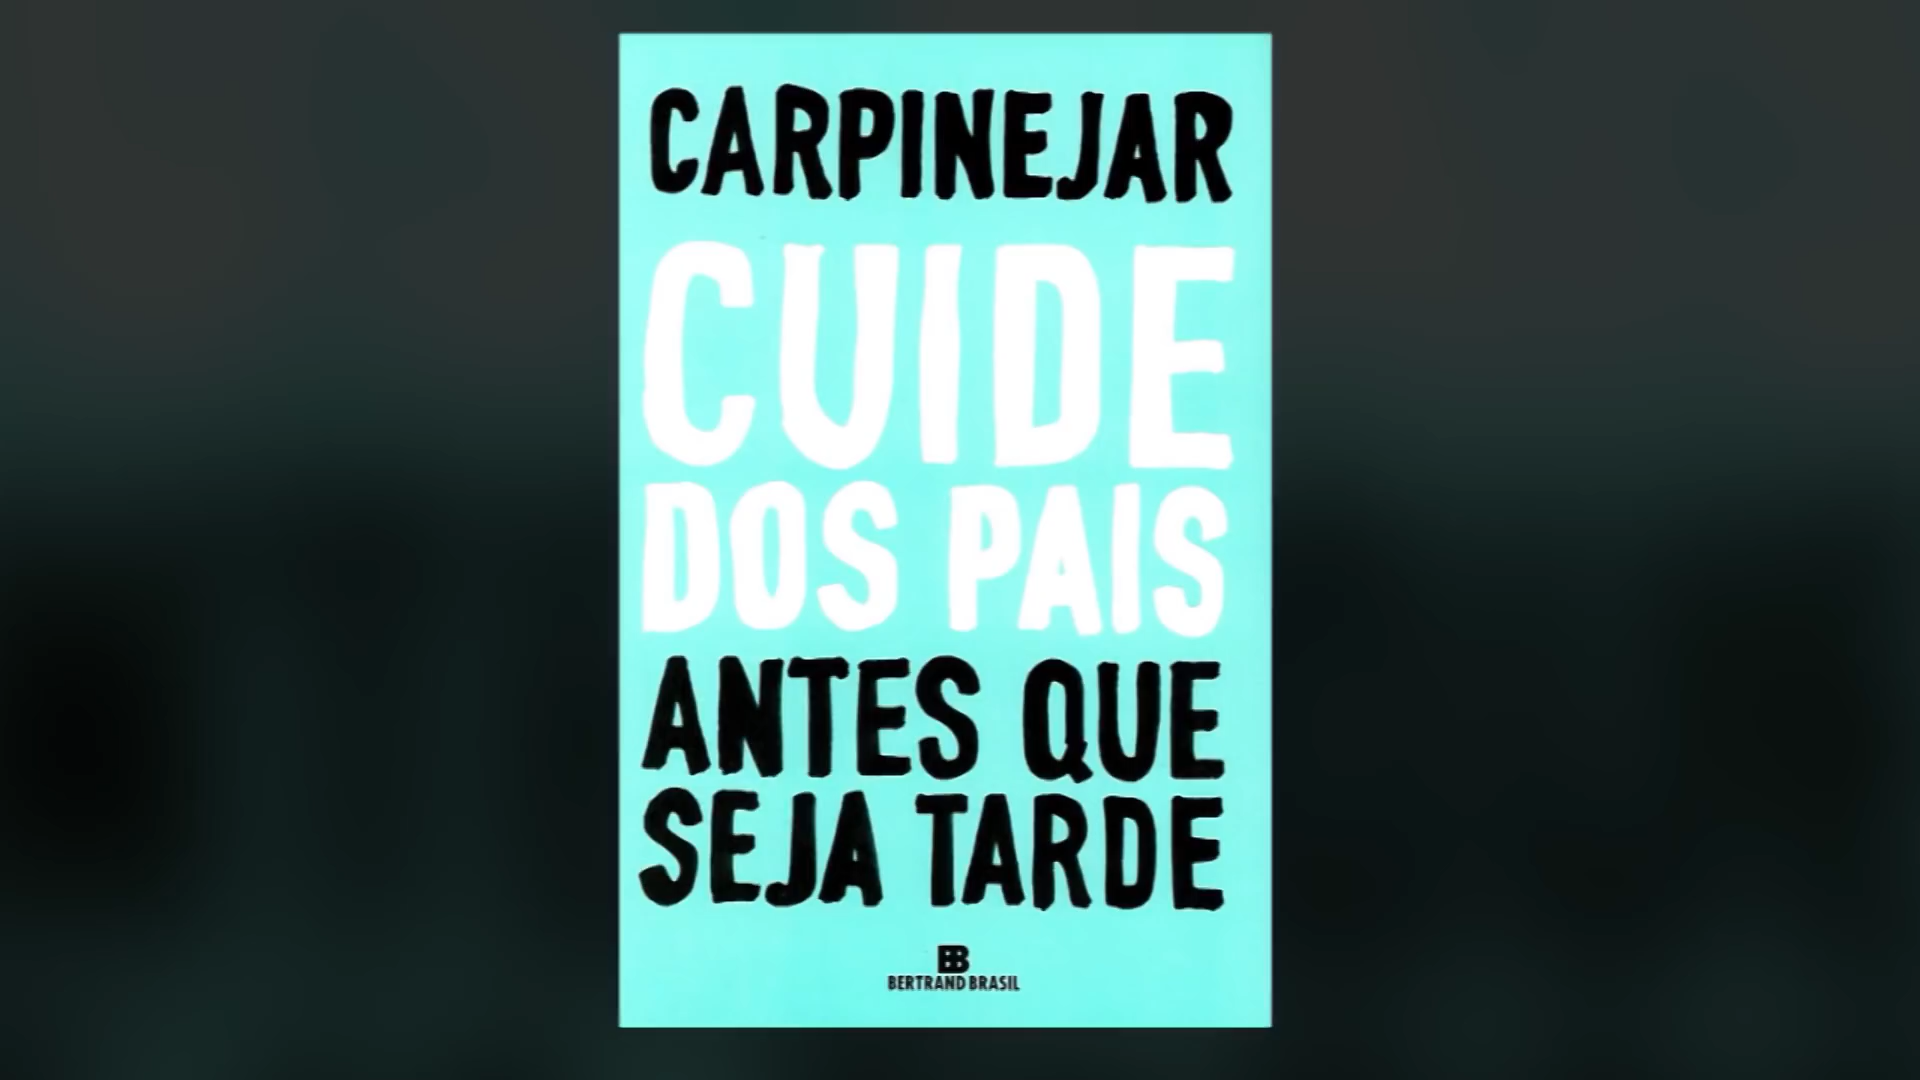 CARPINEJAR
CUIDE
DOS PAIS
ANTES QUE
SEJA TARDE
BB
BERTRAND BRASIL